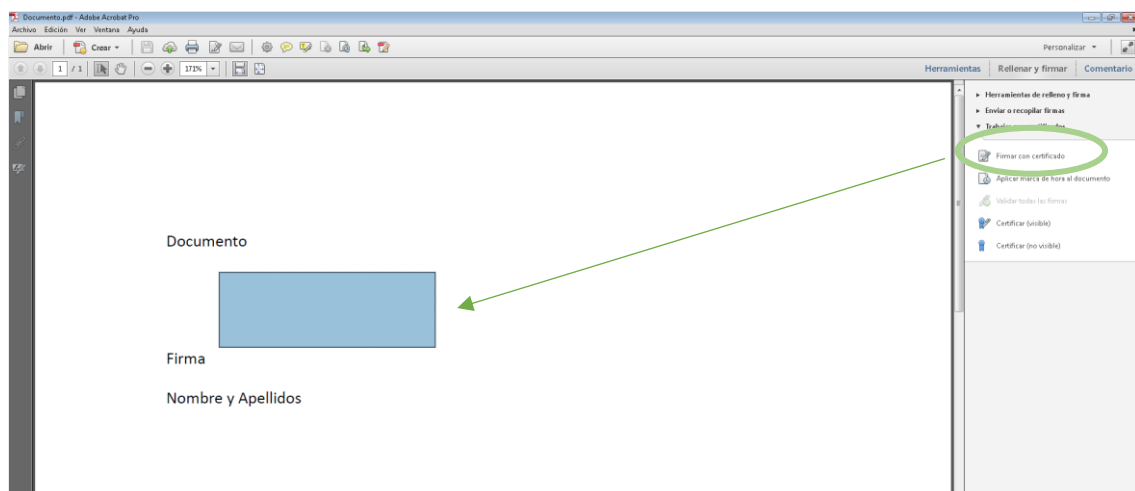 Documento.pdf - Adobe Acrobat Pro
Archivo Edición Ver Ventana Ayuda
Abrir Crear Personalizar
1 / 1 171% Herramientas Rellenar y firmar Comentario
Herramientas de relleno y firma
Enviar o recopilar firmas
Firmar con certificado
Aplicar marca de hora al documento
Validar todas las firmas
Certificar (visible)
Certificar (no visible)
Documento
Firma
Nombre y Apellidos